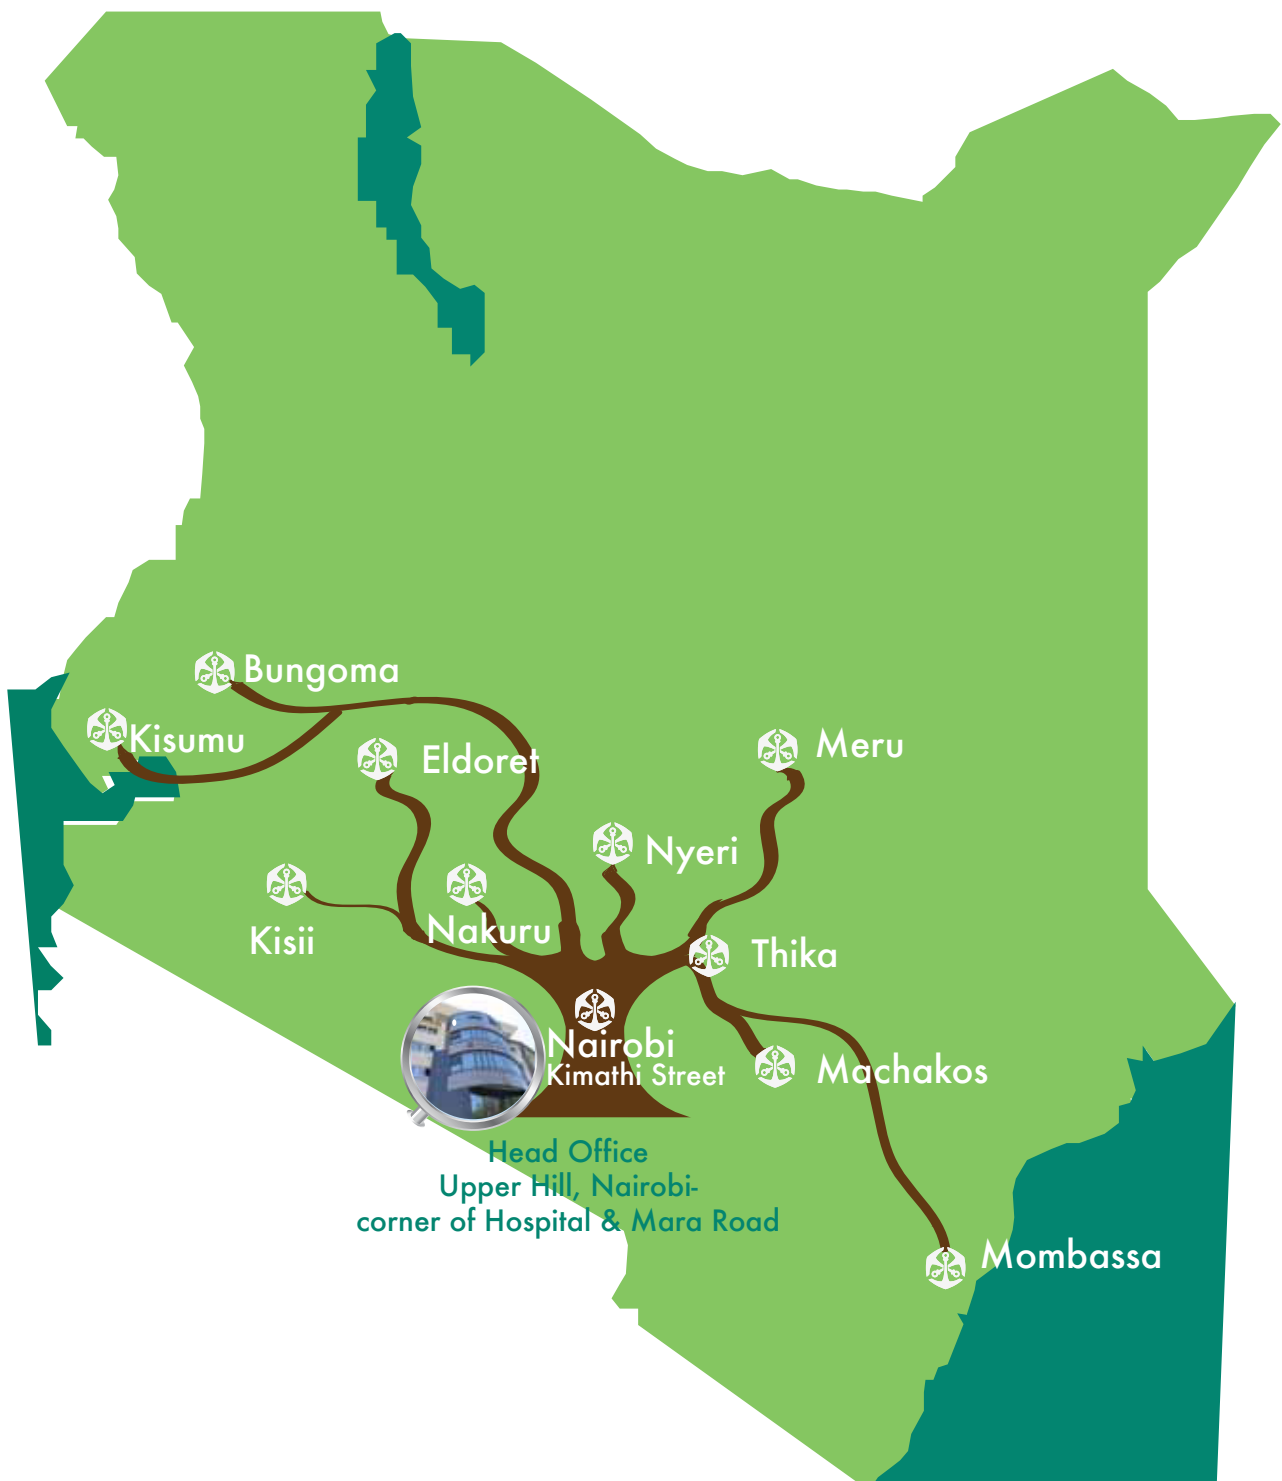 Bungoma
Kisumu
Eldoret
Meru
Nyeri
Kisii
Nakuru
Thika
Nairobi
Kimathi Street
Machakos
Head Office
Upper Hill, Nairobi-
corner of Hospital & Mara Road
Mombassa